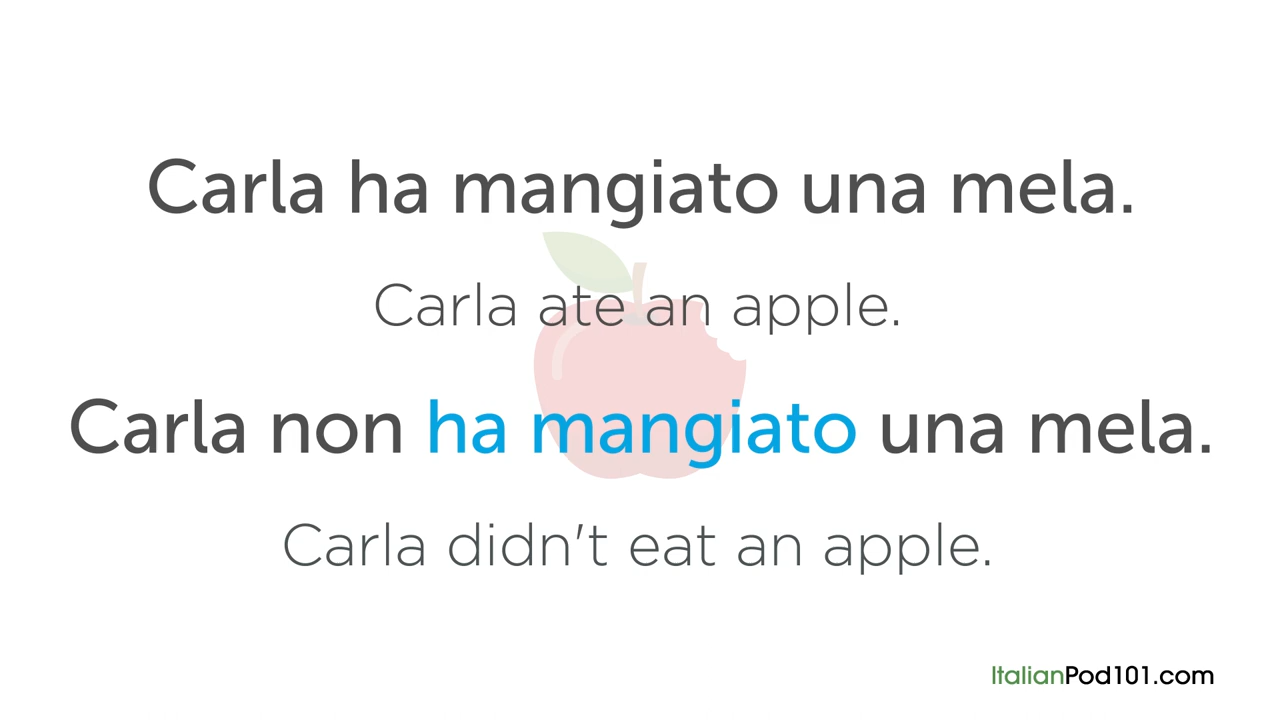 Carla ha mangiato una mela.
Carla ate an apple.
Carla non ha mangiato una mela.
Carla didn't eat an apple.
ItalianPod101.com